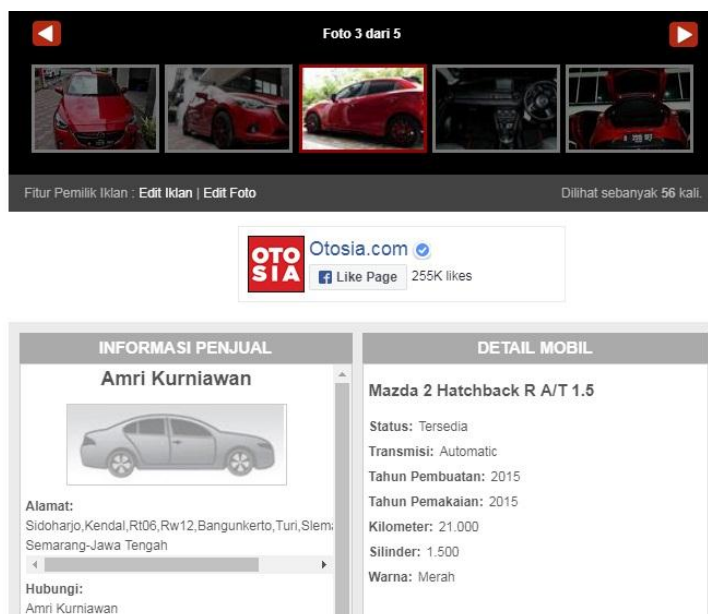 Foto 3 dari 5
Fitur Pemilik Iklan : Edit Iklan | Edit Foto
Dilihat sebanyak 56 kali.
OTO
SIA
Otosia.com
Like Page
255K likes
INFORMASI PENJUAL
Amri Kurniawan
Alamat:
Sidoharjo,Kendal,Rt06,Rw12,Bangunkerto,Turi,Slem
Semarang-Jawa Tengah
Hubungi:
Amri Kurniawan
DETAIL MOBIL
Mazda 2 Hatchback R A/T 1.5
Status: Tersedia
Transmisi: Automatic
Tahun Pembuatan: 2015
Tahun Pemakaian: 2015
Kilometer: 21.000
Silinder: 1.500
Warna: Merah